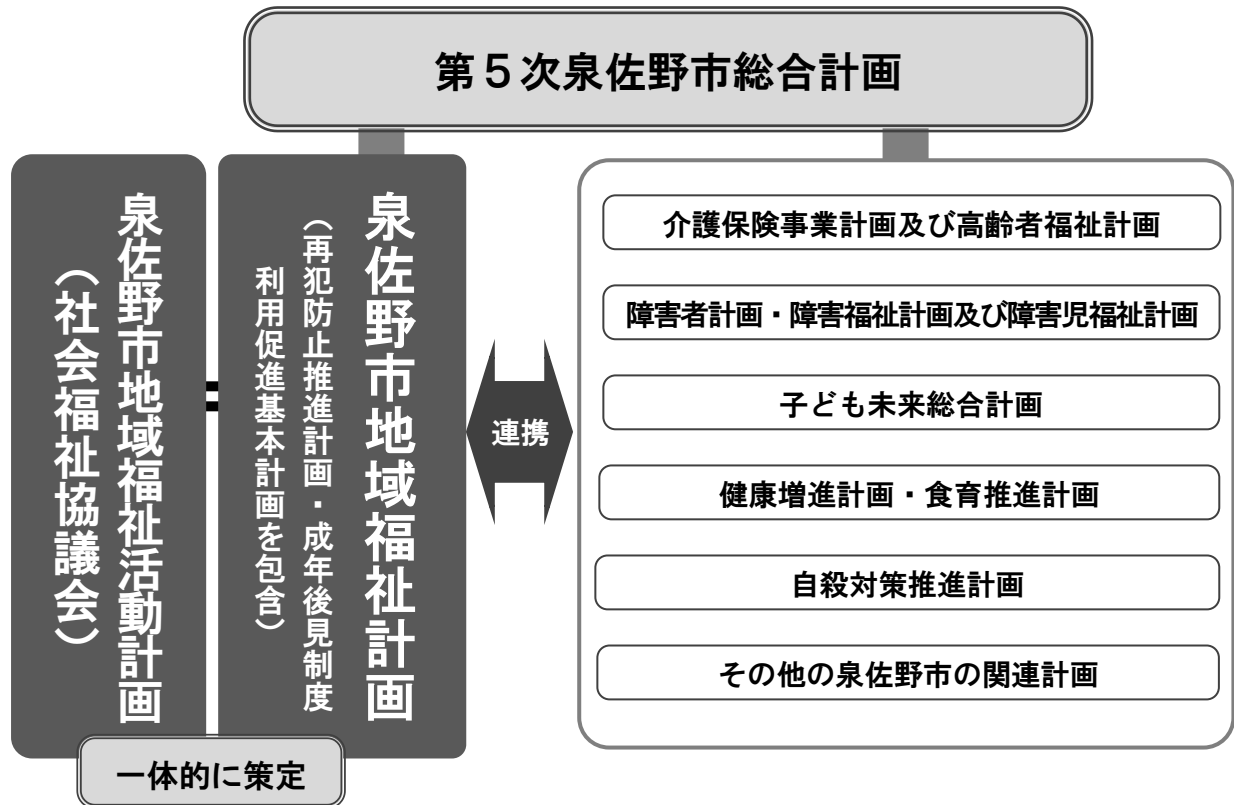 第５次泉佐野市総合計画
泉佐野市地域福祉計画
（再犯防止推進計画・成年後見制度
利用促進基本計画を包含）
泉佐野市地域福祉活動計画
（社会福祉協議会）
一体的に策定
連携
介護保険事業計画及び高齢者福祉計画
障害者計画・障害福祉計画及び障害児福祉計画
子ども未来総合計画
健康増進計画・食育推進計画
自殺対策推進計画
その他の泉佐野市の関連計画